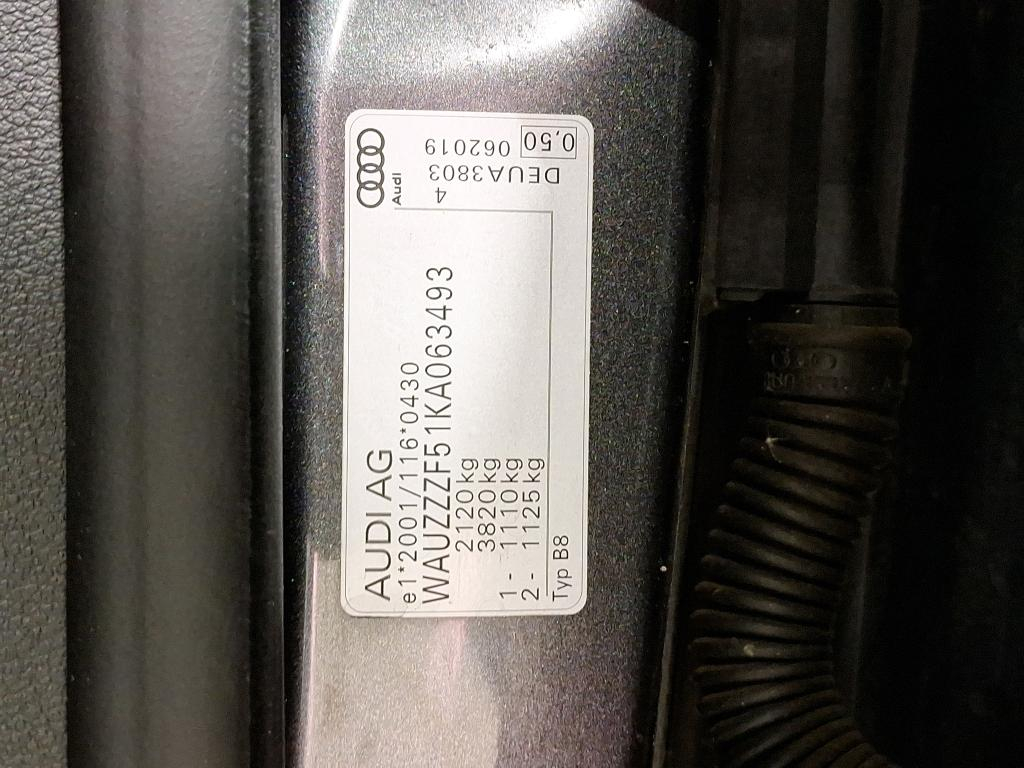 AUDI AG
e1*2001/116*0430
WAUZZZF51KA063493
2120 kg
3820 kg
1 - 1110 kg
2 - 1125 kg
Typ B8
Audi
4
DEUA3803
062019
0,50